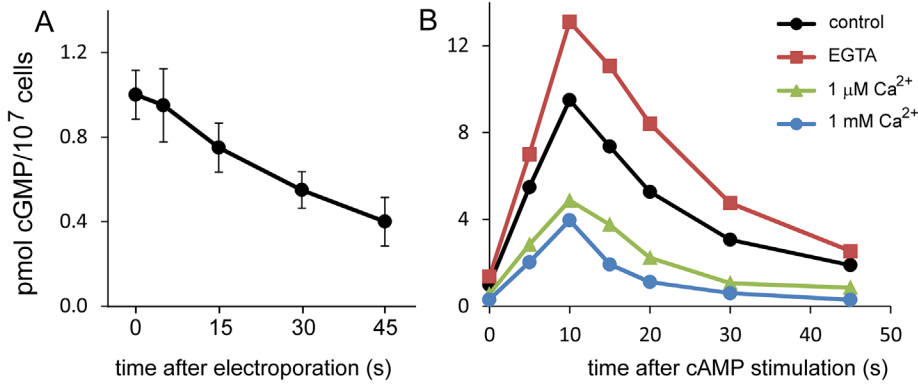 A
pmol cGMP/10⁷ cells
1.2
0.8
0.4
0.0
0 15 30 45
time after electroporation (s)
B
12
8
4
0
0 10 20 30 40 50
time after cAMP stimulation (s)
control
EGTA
1 μM Ca²⁺
1 mM Ca²⁺